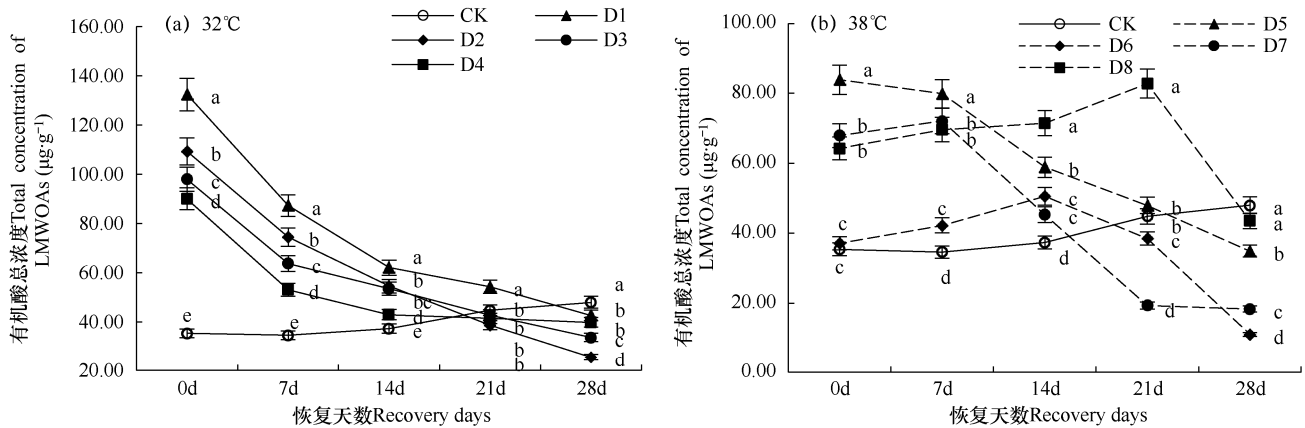 (a) 32℃
CK
D1
D2
D3
D4
160.00
140.00
120.00
100.00
80.00
60.00
40.00
20.00
有机酸总浓度Total concentration of
LMWOAs (μg·g⁻¹)
a
b
c
d
e
a
b
c
d
e
a
b
bc
d
e
a
b
b
b
b
a
b
b
c
d
0d
7d
14d
21d
28d
恢复天数Recovery days
(b) 38℃
CK
D5
D6
D7
D8
100.00
80.00
60.00
40.00
20.00
0.00
有机酸总浓度Total concentration of
LMWOAs (μg·g⁻¹)
a
b
b
c
c
a
b
b
c
d
a
b
c
c
d
a
b
b
c
d
a
a
b
c
d
0d
7d
14d
21d
28d
恢复天数Recovery days